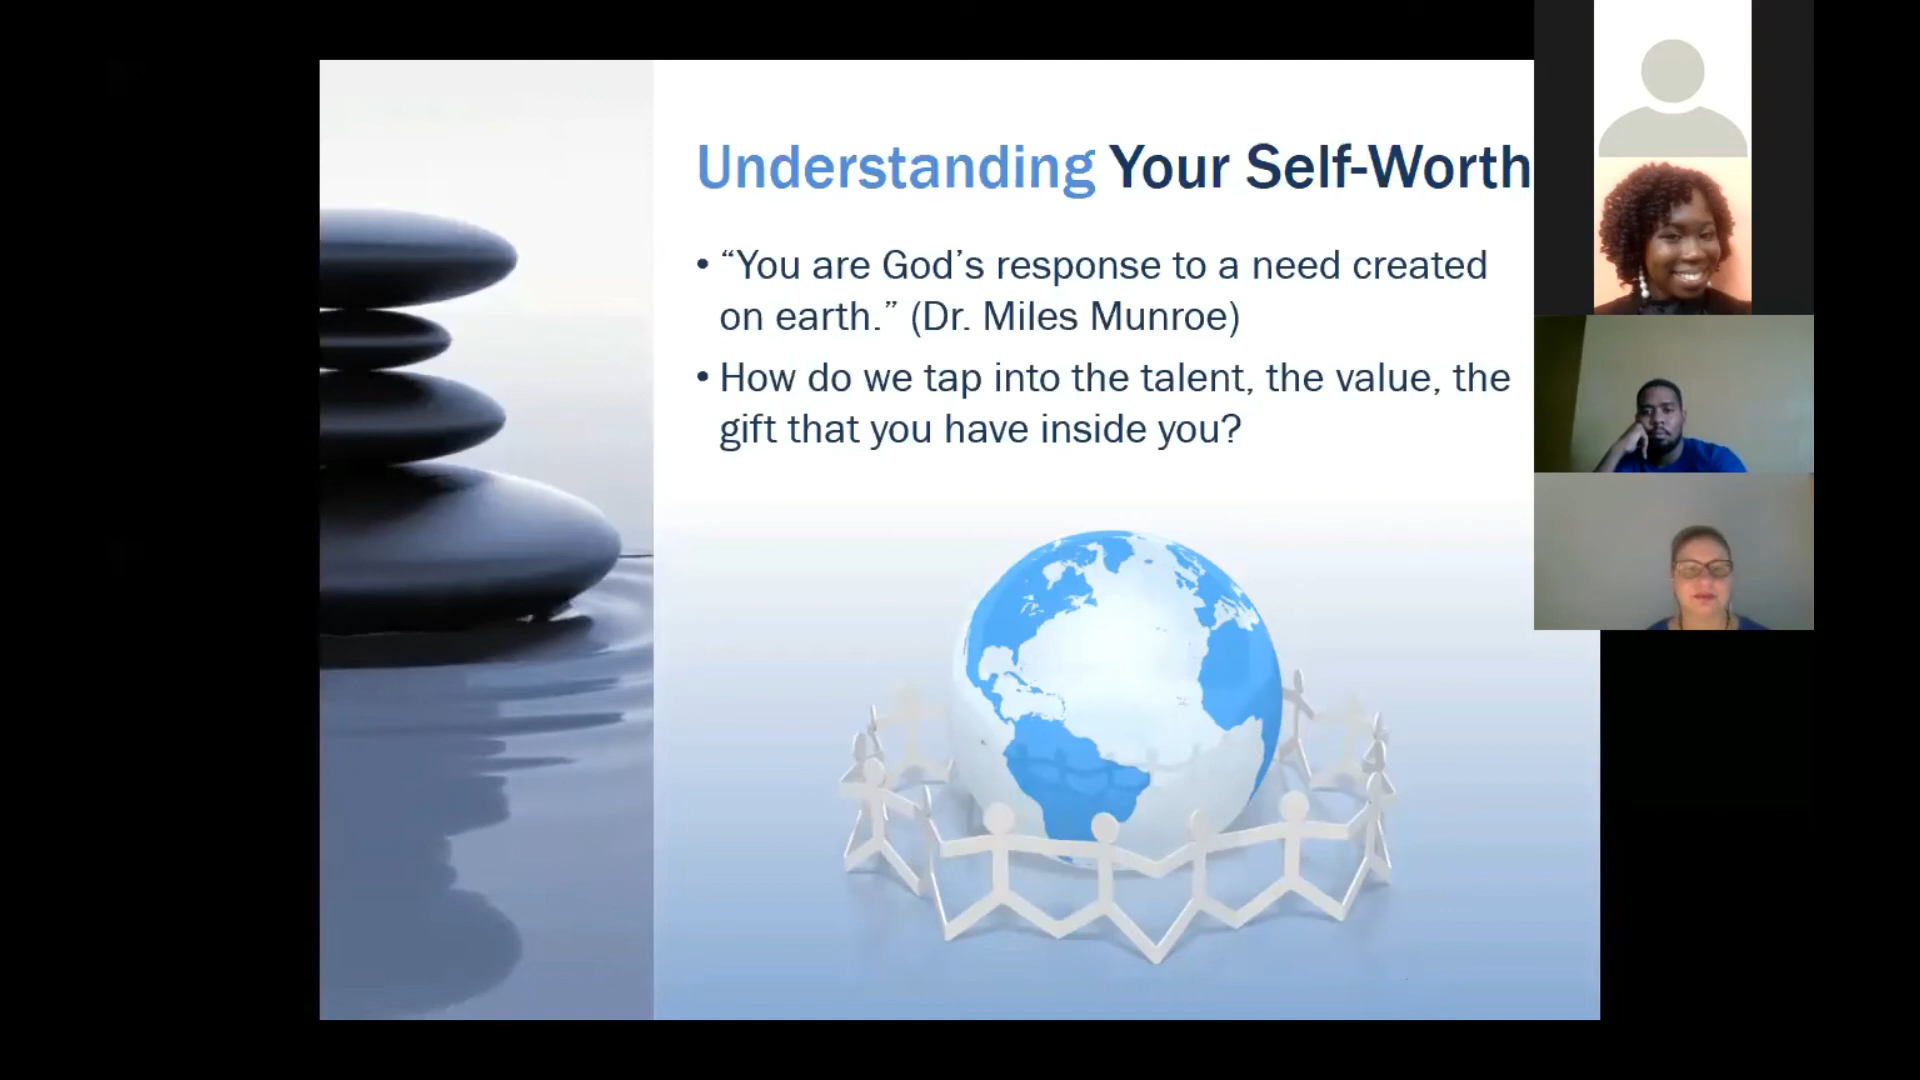 Understanding Your Self-Worth
• “You are God’s response to a need created
on earth.” (Dr. Miles Munroe)
• How do we tap into the talent, the value, the
gift that you have inside you?